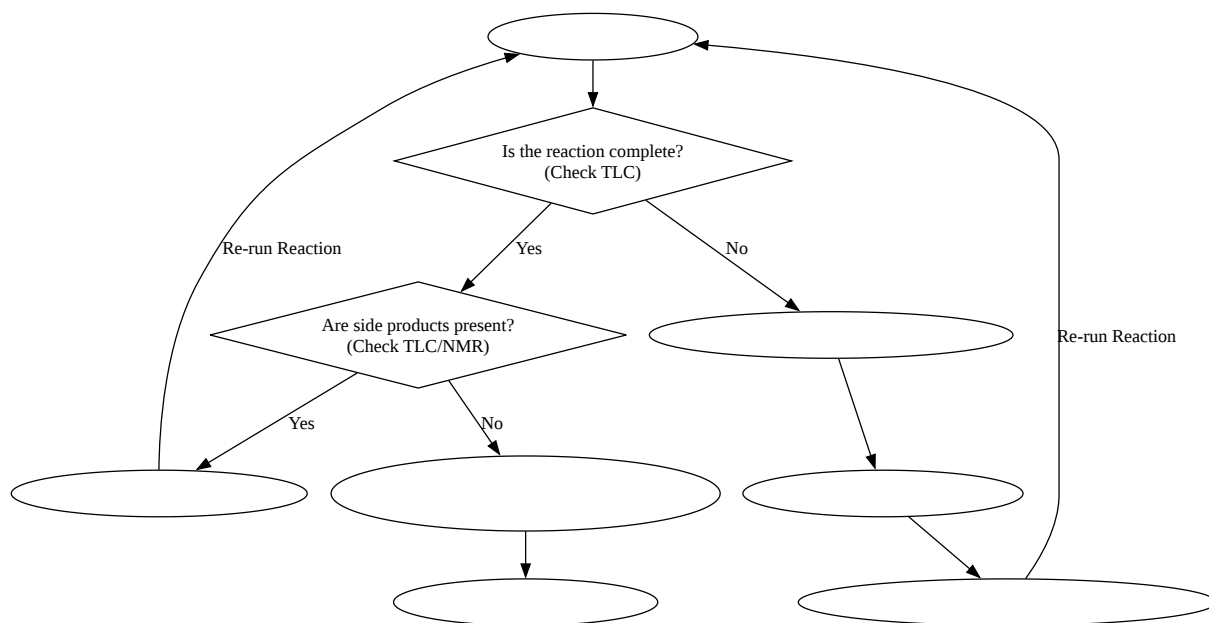 Is the reaction complete?
(Check TLC)
Re-run Reaction
Yes
No
Are side products present?
(Check TLC/NMR)
Re-run Reaction
Yes
No